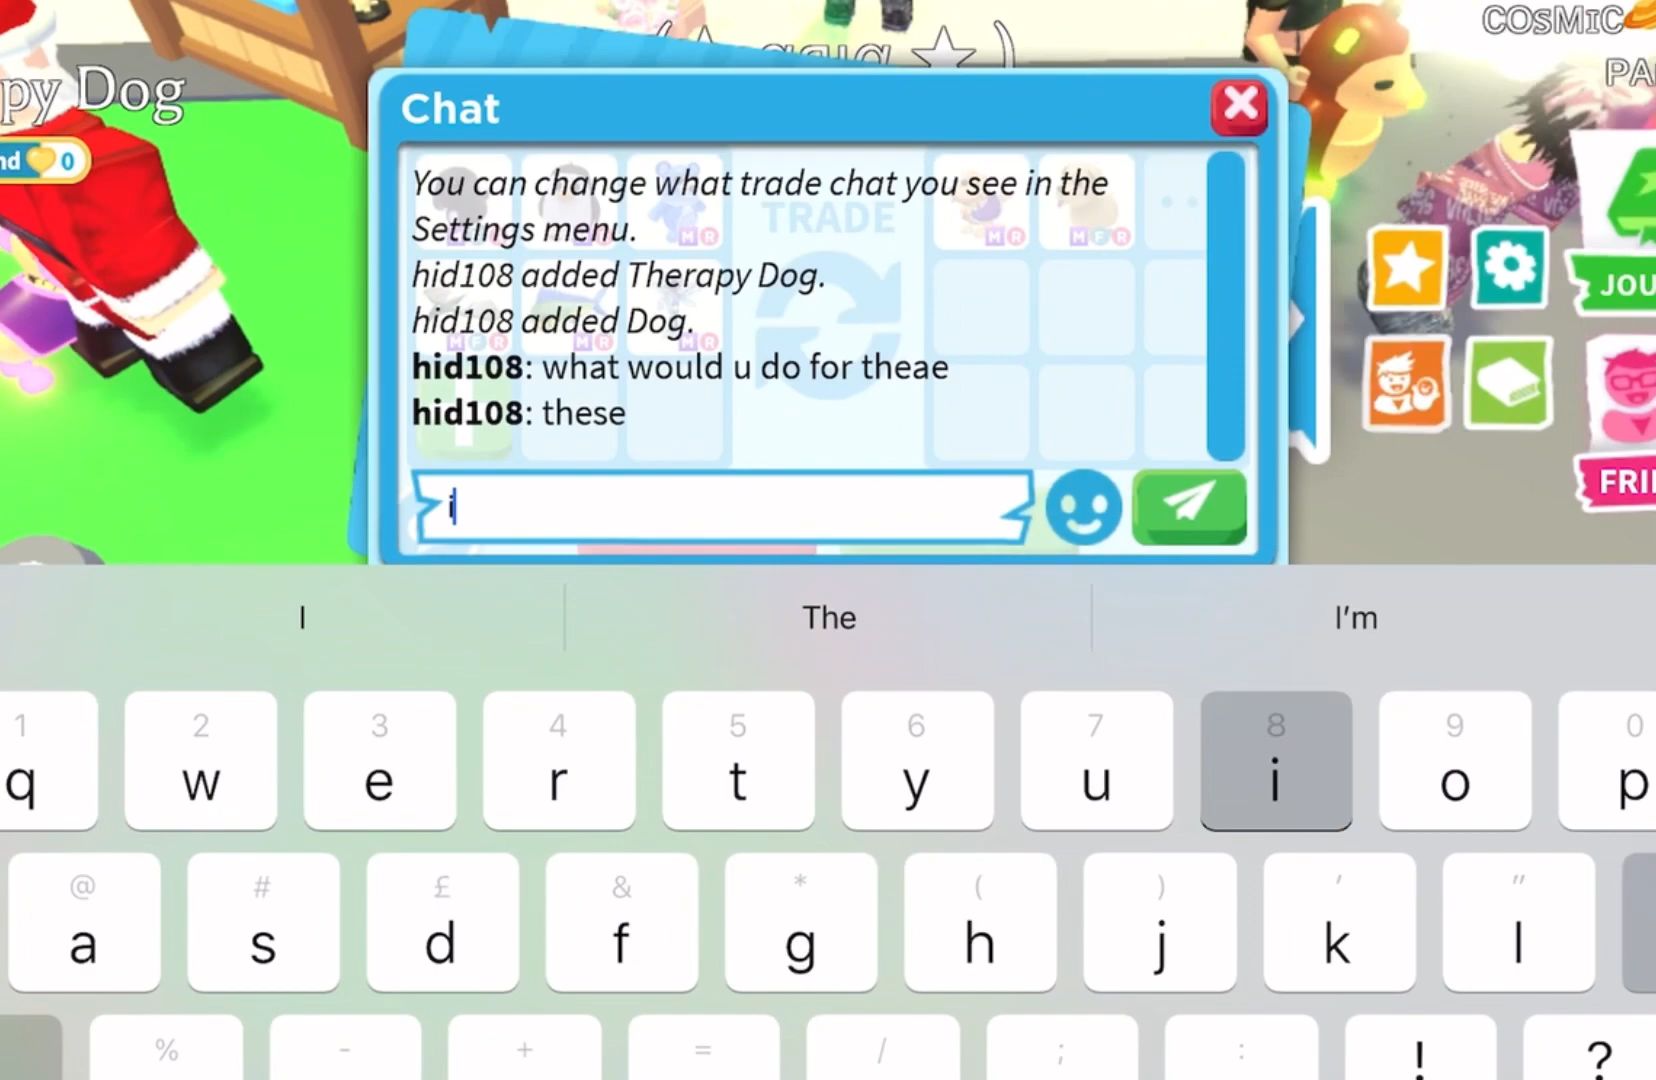 COsMIC
PA
py Dog
nd 0
Chat
You can change what trade chat you see in the
Settings menu.
TRADE
hid108 added Therapy Dog.
hid108 added Dog.
hid108: what would u do for theae
hid108: these
M R
M R
M F R
M F R
M R
M R
i
JOU
FRI
I
The
I'm
1 2 3 4 5 6 7 8 9 0
q w e r t y u i o p
@ # £ & * ( ) ' "
a s d f g h j k l
% - + = / ; : ! ?